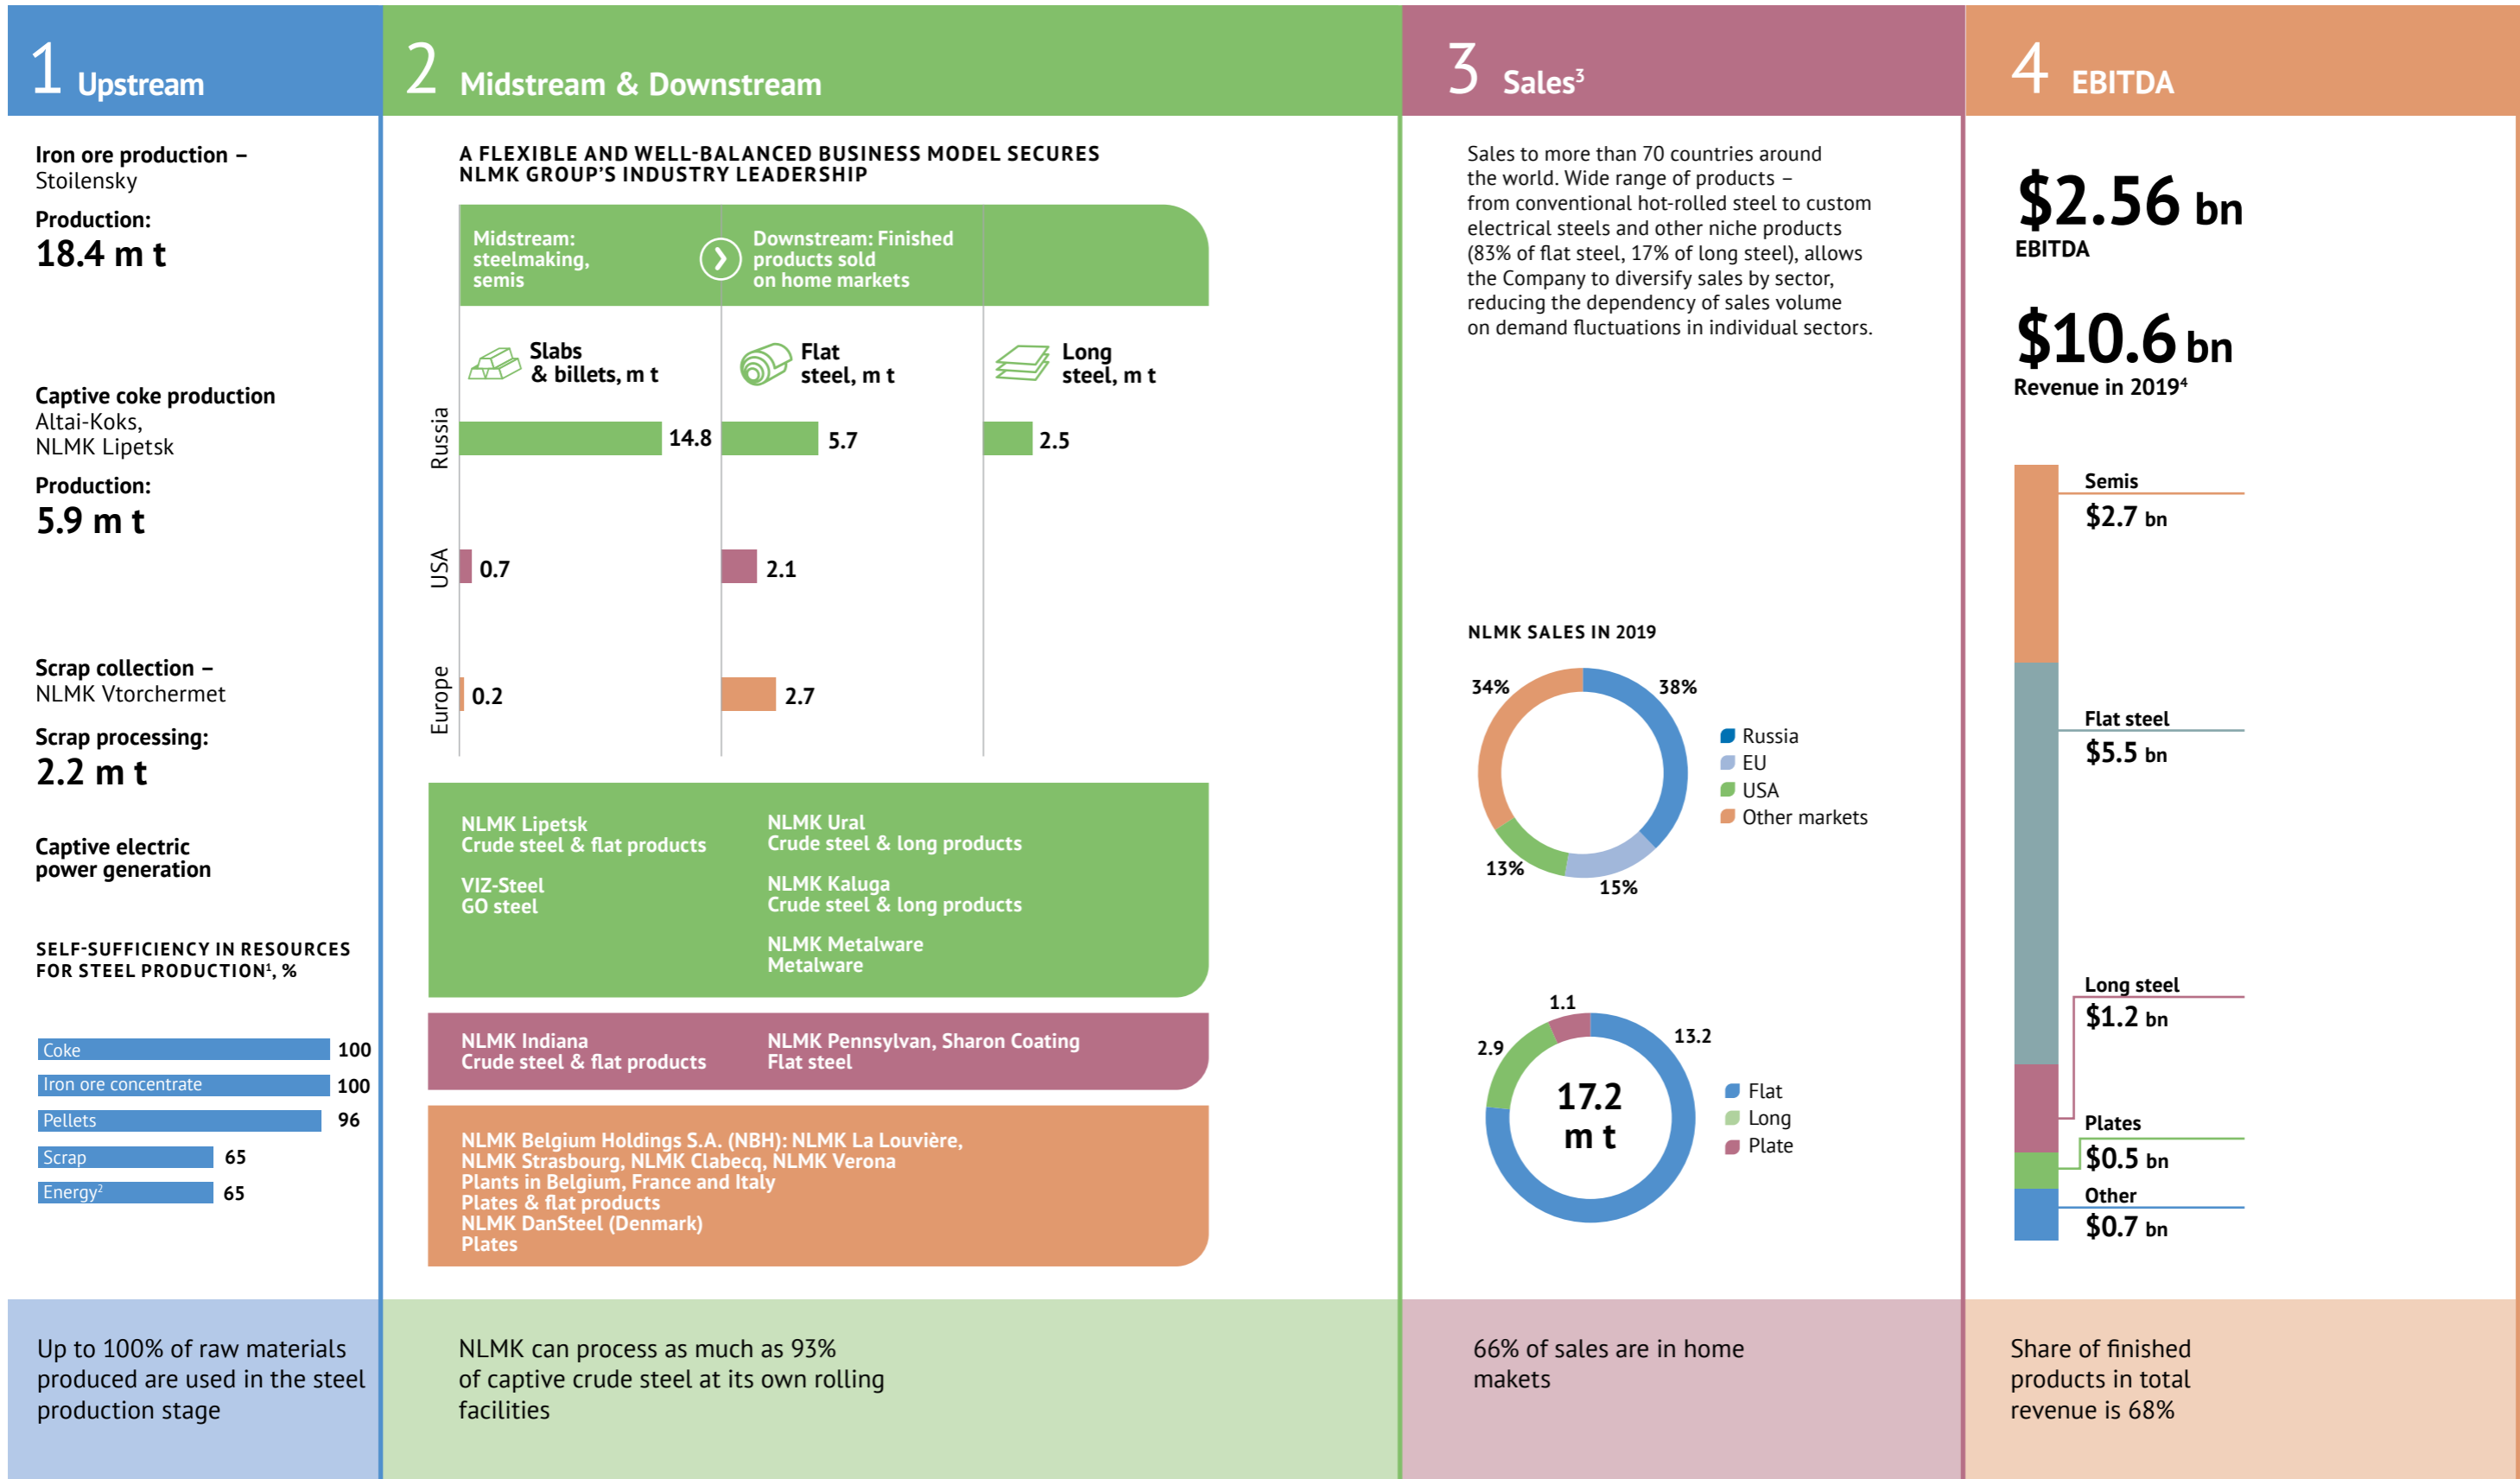 1 Upstream
Iron ore production –
Stoilensky
Production:
18.4 m t
Captive coke production
Altai-Koks,
NLMK Lipetsk
Production:
5.9 m t
Scrap collection –
NLMK Vtorchermet
Scrap processing:
2.2 m t
Captive electric
power generation
SELF-SUFFICIENCY IN RESOURCES
FOR STEEL PRODUCTION¹, %
Coke 100
Iron ore concentrate 100
Pellets 96
Scrap 65
Energy² 65
Up to 100% of raw materials
produced are used in the steel
production stage
2 Midstream & Downstream
A FLEXIBLE AND WELL-BALANCED BUSINESS MODEL SECURES
NLMK GROUP'S INDUSTRY LEADERSHIP
Midstream:
steelmaking,
semis
Downstream: Finished
products sold
on home markets
Slabs
& billets, m t
Flat
steel, m t
Long
steel, m t
Russia
14.8
5.7
2.5
USA
0.7
2.1
Europe
0.2
2.7
NLMK Lipetsk
Crude steel & flat products
VIZ-Steel
GO steel
NLMK Ural
Crude steel & long products
NLMK Kaluga
Crude steel & long products
NLMK Metalware
Metalware
NLMK Indiana
Crude steel & flat products
NLMK Pennsylvan, Sharon Coating
Flat steel
NLMK Belgium Holdings S.A. (NBH): NLMK La Louvière,
NLMK Strasbourg, NLMK Clabecq, NLMK Verona
Plants in Belgium, France and Italy
Plates & flat products
NLMK DanSteel (Denmark)
Plates
NLMK can process as much as 93%
of captive crude steel at its own rolling
facilities
3 Sales³
Sales to more than 70 countries around
the world. Wide range of products –
from conventional hot-rolled steel to custom
electrical steels and other niche products
(83% of flat steel, 17% of long steel), allows
the Company to diversify sales by sector,
reducing the dependency of sales volume
on demand fluctuations in individual sectors.
NLMK SALES IN 2019
34%
38%
13%
15%
Russia
EU
USA
Other markets
1.1
2.9
13.2
17.2
m t
Flat
Long
Plate
66% of sales are in home
makets
4 EBITDA
$2.56 bn
EBITDA
$10.6 bn
Revenue in 2019⁴
Semis
$2.7 bn
Flat steel
$5.5 bn
Long steel
$1.2 bn
Plates
$0.5 bn
Other
$0.7 bn
Share of finished
products in total
revenue is 68%